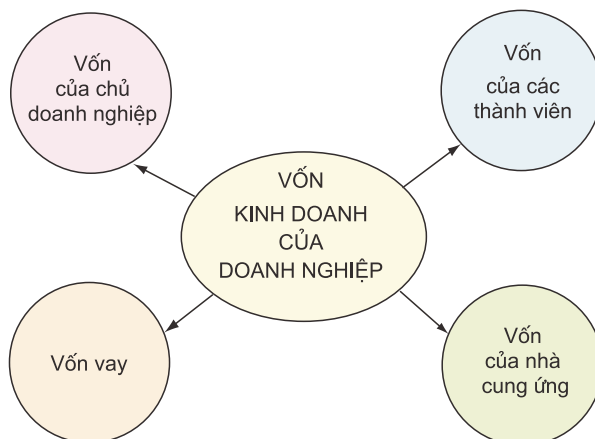 Vốn
của chủ
doanh nghiệp
Vốn
của các
thành viên
VỐN
KINH DOANH
CỦA
DOANH NGHIỆP
Vốn vay
Vốn
của nhà
cung ứng